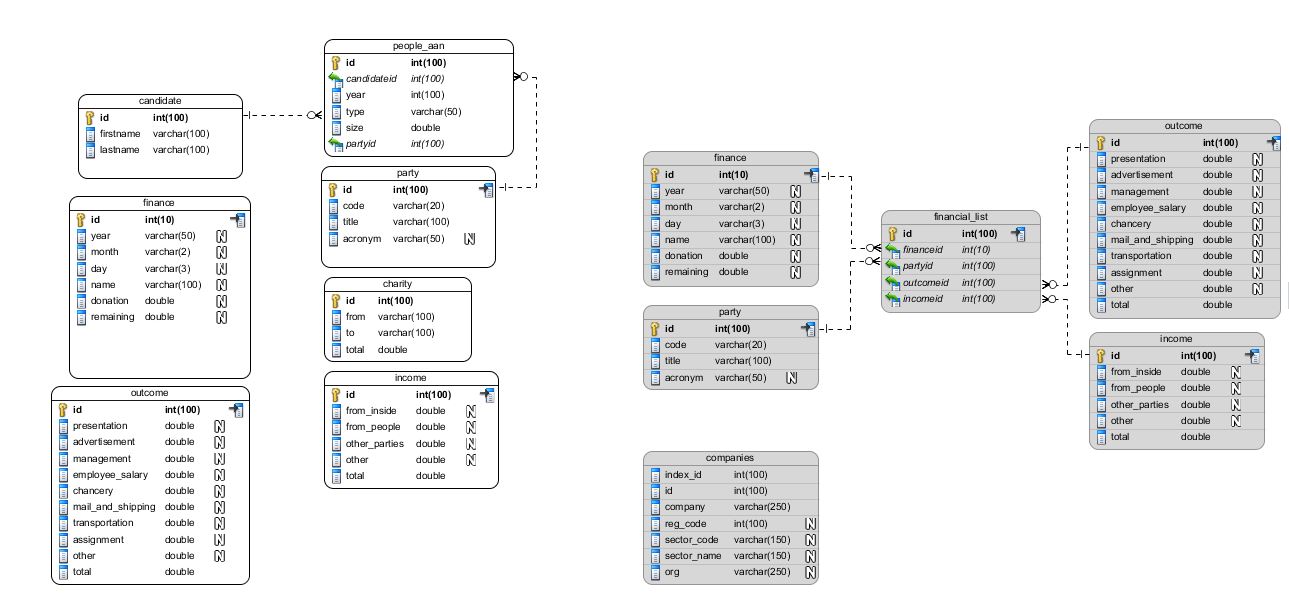 people_aan
id int(100)
candidateid int(100)
year int(100)
type varchar(50)
size double
partyid int(100)
candidate
id int(100)
firstname varchar(100)
lastname varchar(100)
party
id int(100)
code varchar(20)
title varchar(100)
acronym varchar(50) N
finance
id int(10)
year varchar(50) N
month varchar(2) N
day varchar(3) N
name varchar(100) N
donation double N
remaining double N
charity
id int(100)
from varchar(100)
to varchar(100)
total double
income
id int(100)
from_inside double N
from_people double N
other_parties double N
other double N
total double
outcome
id int(100)
presentation double N
advertisement double N
management double N
employee_salary double N
chancery double N
mail_and_shipping double N
transportation double N
assignment double N
other double N
total double
finance
id int(10)
year varchar(50) N
month varchar(2) N
day varchar(3) N
name varchar(100) N
donation double N
remaining double N
party
id int(100)
code varchar(20)
title varchar(100)
acronym varchar(50) N
companies
index_id int(100)
id int(100)
company varchar(250)
reg_code int(100) N
sector_code varchar(150) N
sector_name varchar(150) N
org varchar(250) N
financial_list
id int(100)
financeid int(10)
partyid int(100)
outcomeid int(100)
incomeid int(100)
outcome
id int(100)
presentation double N
advertisement double N
management double N
employee_salary double N
chancery double N
mail_and_shipping double N
transportation double N
assignment double N
other double N
total double
income
id int(100)
from_inside double N
from_people double N
other_parties double N
other double N
total double